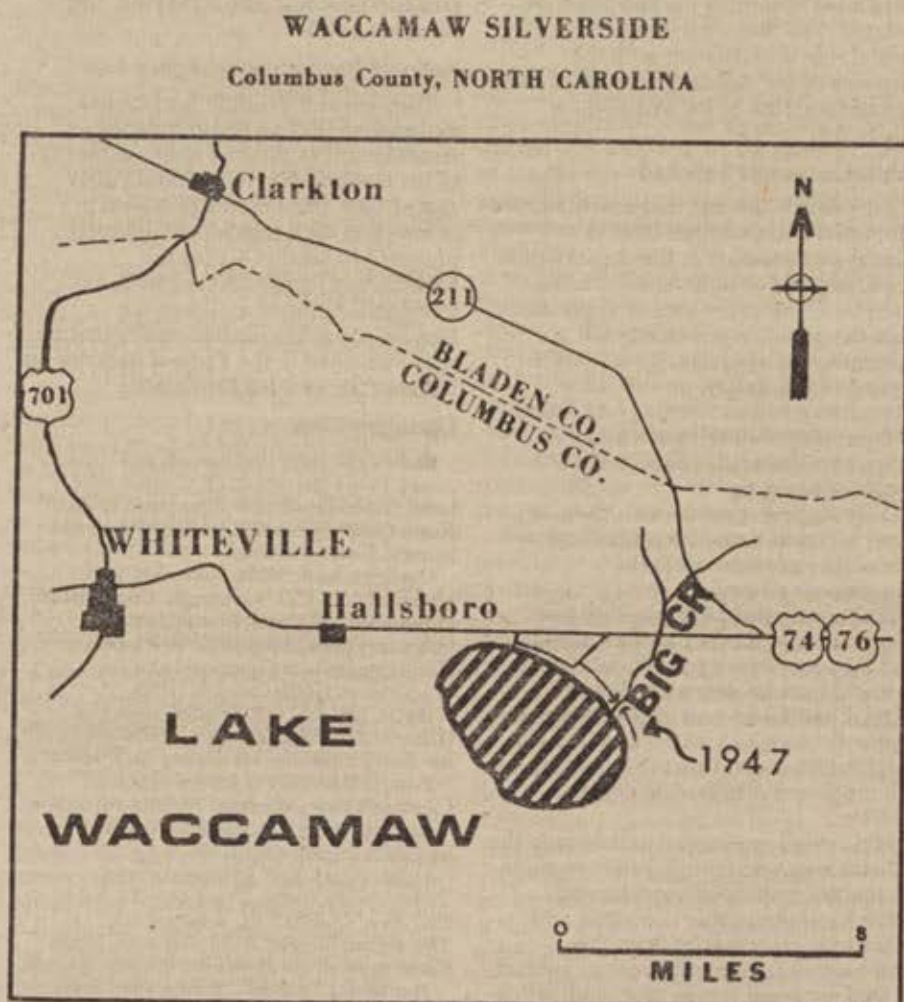 WACCAMAW SILVERSIDE
Columbus County, NORTH CAROLINA
Clarkton
N
211
BLADEN CO.
COLUMBUS CO.
701
WHITEVILLE
Hallsboro
BIG CR
74 76
LAKE
WACCAMAW
1947
0 8
MILES